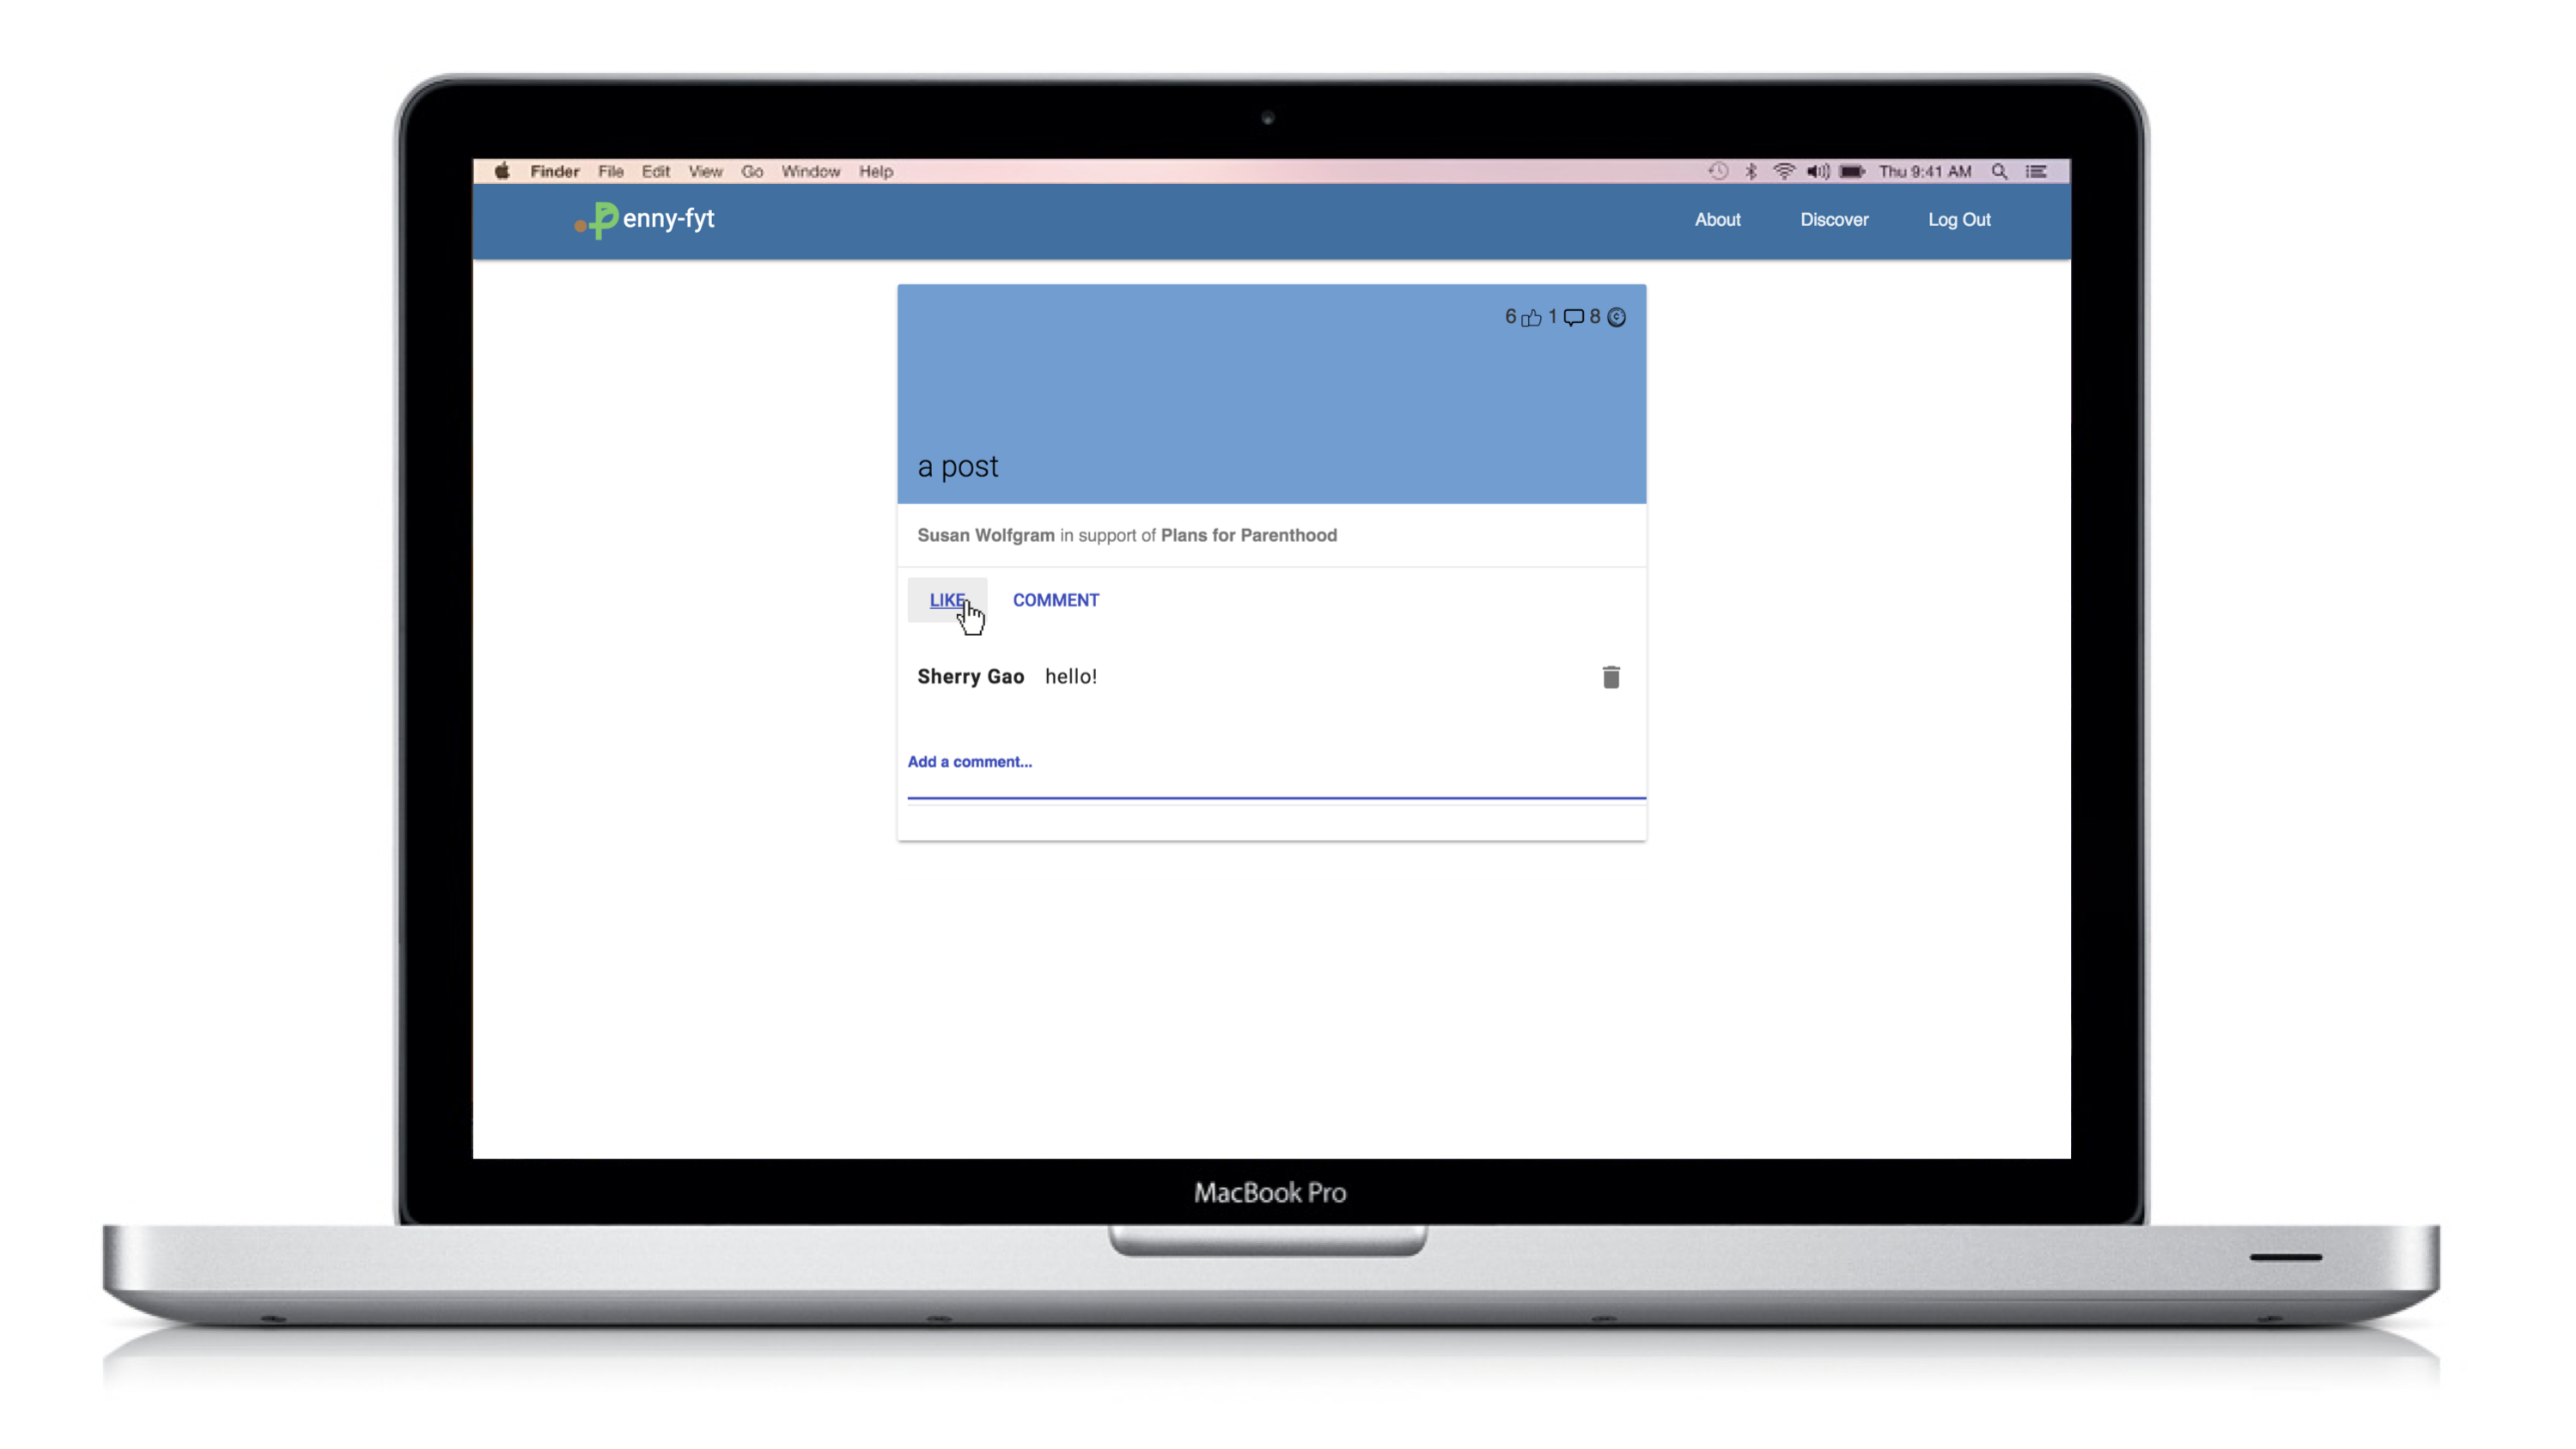 Finder File Edit View Go Window Help Thu 9:41 AM
Penny-fyt About Discover Log Out
6 1 8
a post
Susan Wolfgram in support of Plans for Parenthood
LIKE COMMENT
Sherry Gao hello!
Add a comment...
MacBook Pro